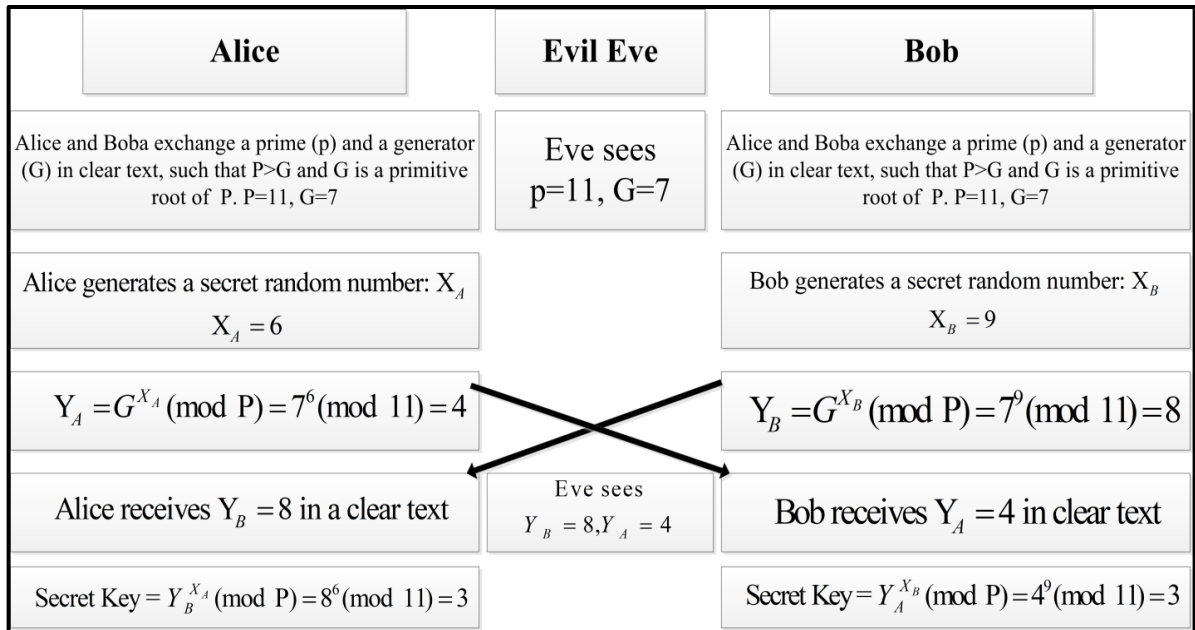 Alice
Evil Eve
Bob
Alice and Boba exchange a prime (p) and a generator
(G) in clear text, such that P>G and G is a primitive
root of  P. P=11, G=7
Eve sees
p=11, G=7
Alice and Boba exchange a prime (p) and a generator
(G) in clear text, such that P>G and G is a primitive
root of  P. P=11, G=7
Alice generates a secret random number: X_A
X_A = 6
Bob generates a secret random number: X_B
X_B = 9
Y_A =G^{X_A} (mod P) = 7^6 (mod 11) = 4
Y_B =G^{X_B} (mod P) = 7^9 (mod 11) = 8
Alice receives Y_B = 8 in a clear text
Eve sees
Y_B = 8,Y_A = 4
Bob receives Y_A = 4 in clear text
Secret Key = Y_B^{X_A} (mod P) = 8^6 (mod 11) = 3
Secret Key = Y_A^{X_B} (mod P) = 4^9 (mod 11) = 3